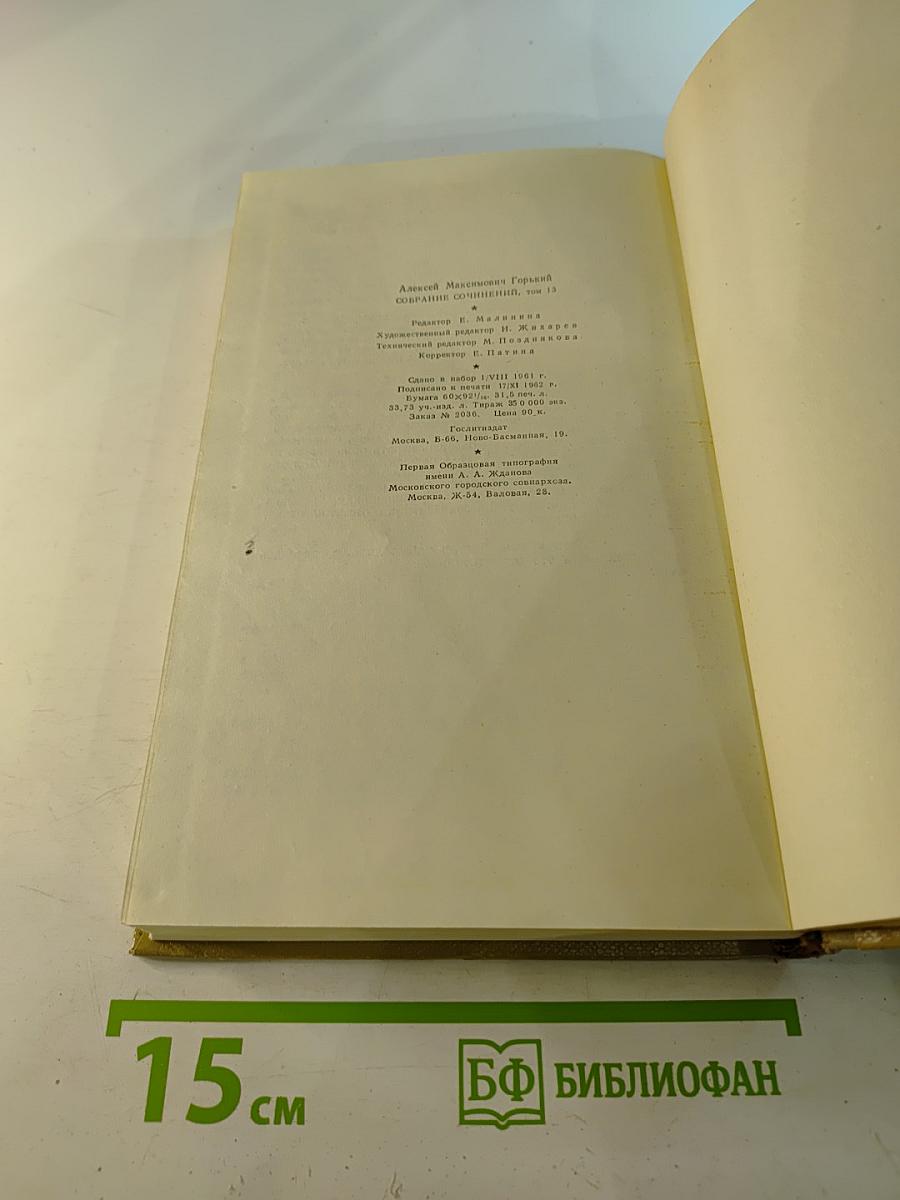 Алексей Максимович Горький
СОБРАНИЕ СОЧИНЕНИЙ, том 13
★
Редактор Е. Малинина
Художественный редактор И. Жихарев
Технический редактор М. Позднякова
Корректор Е. Патина
★
Сдано в набор 1/VIII 1961 г.
Подписано к печати 17/XI 1962 г.
Бумага 60×92¹/₁₆. 31,5 печ. л.
33,73 уч.-изд. л. Тираж 350 000 экз.
Заказ № 2036. Цена 90 к.
Гослитиздат
Москва, Б-66, Ново-Басманная, 19.
★
Первая Образцовая типография
имени А. А. Жданова
Московского городского совнархоза.
Москва, Ж-54, Валовая, 28.
15 см
БФ БИБЛИОФАН